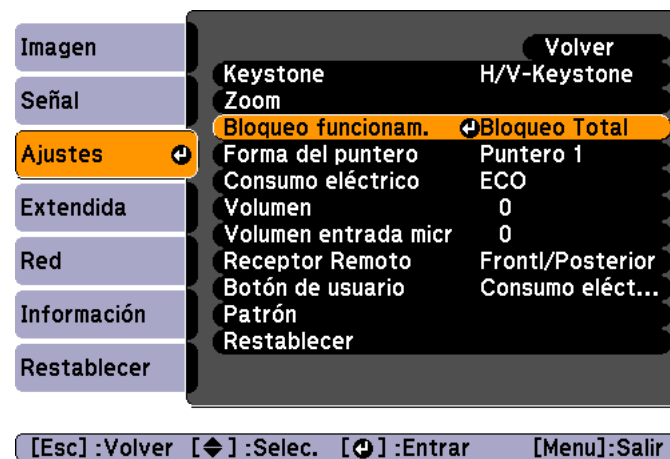 Imagen
Señal
Ajustes
Extendida
Red
Información
Restablecer
Volver
Keystone H/V-Keystone
Zoom
Bloqueo funcionam. Bloqueo Total
Forma del puntero Puntero 1
Consumo eléctrico ECO
Volumen 0
Volumen entrada micr 0
Receptor Remoto Frontl/Posterior
Botón de usuario Consumo eléct...
Patrón
Restablecer
[Esc] :Volver [◆] :Selec. [↵] :Entrar [Menu]:Salir